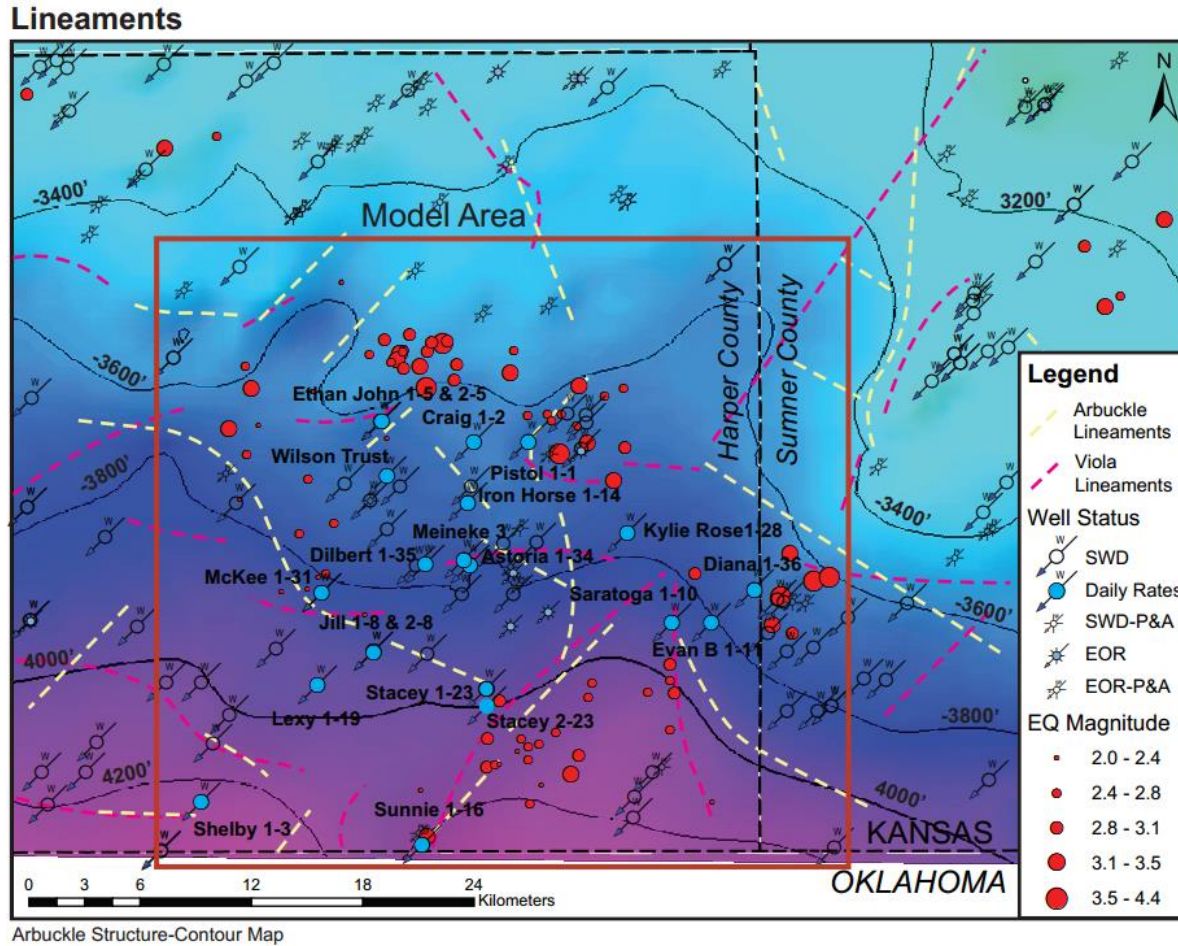 Lineaments
N
-3400'
Model Area
3200'
Harper County
Sumner County
-3600'
Ethan John 1-5 & 2-5
Craig 1-2
Wilson Trust
Pistol 1-1
Iron Horse 1-14
-3800'
-3400'
Meineke 3
Kylie Rose1-28
Dilbert 1-35
Astoria 1-34
Diana 1-36
McKee 1-31
Saratoga 1-10
-3600'
Jill 1-8 & 2-8
Evan B 1-11
4000'
Stacey 1-23
Lexy 1-19
Stacey 2-23
-3800'
4200'
4000'
Sunnie 1-16
Shelby 1-3
KANSAS
OKLAHOMA
0 3 6 12 18 24
Kilometers
Legend
Arbuckle
Lineaments
Viola
Lineaments
Well Status
SWD
Daily Rates
SWD-P&A
EOR
EOR-P&A
EQ Magnitude
2.0 - 2.4
2.4 - 2.8
2.8 - 3.1
3.1 - 3.5
3.5 - 4.4
Arbuckle Structure-Contour Map